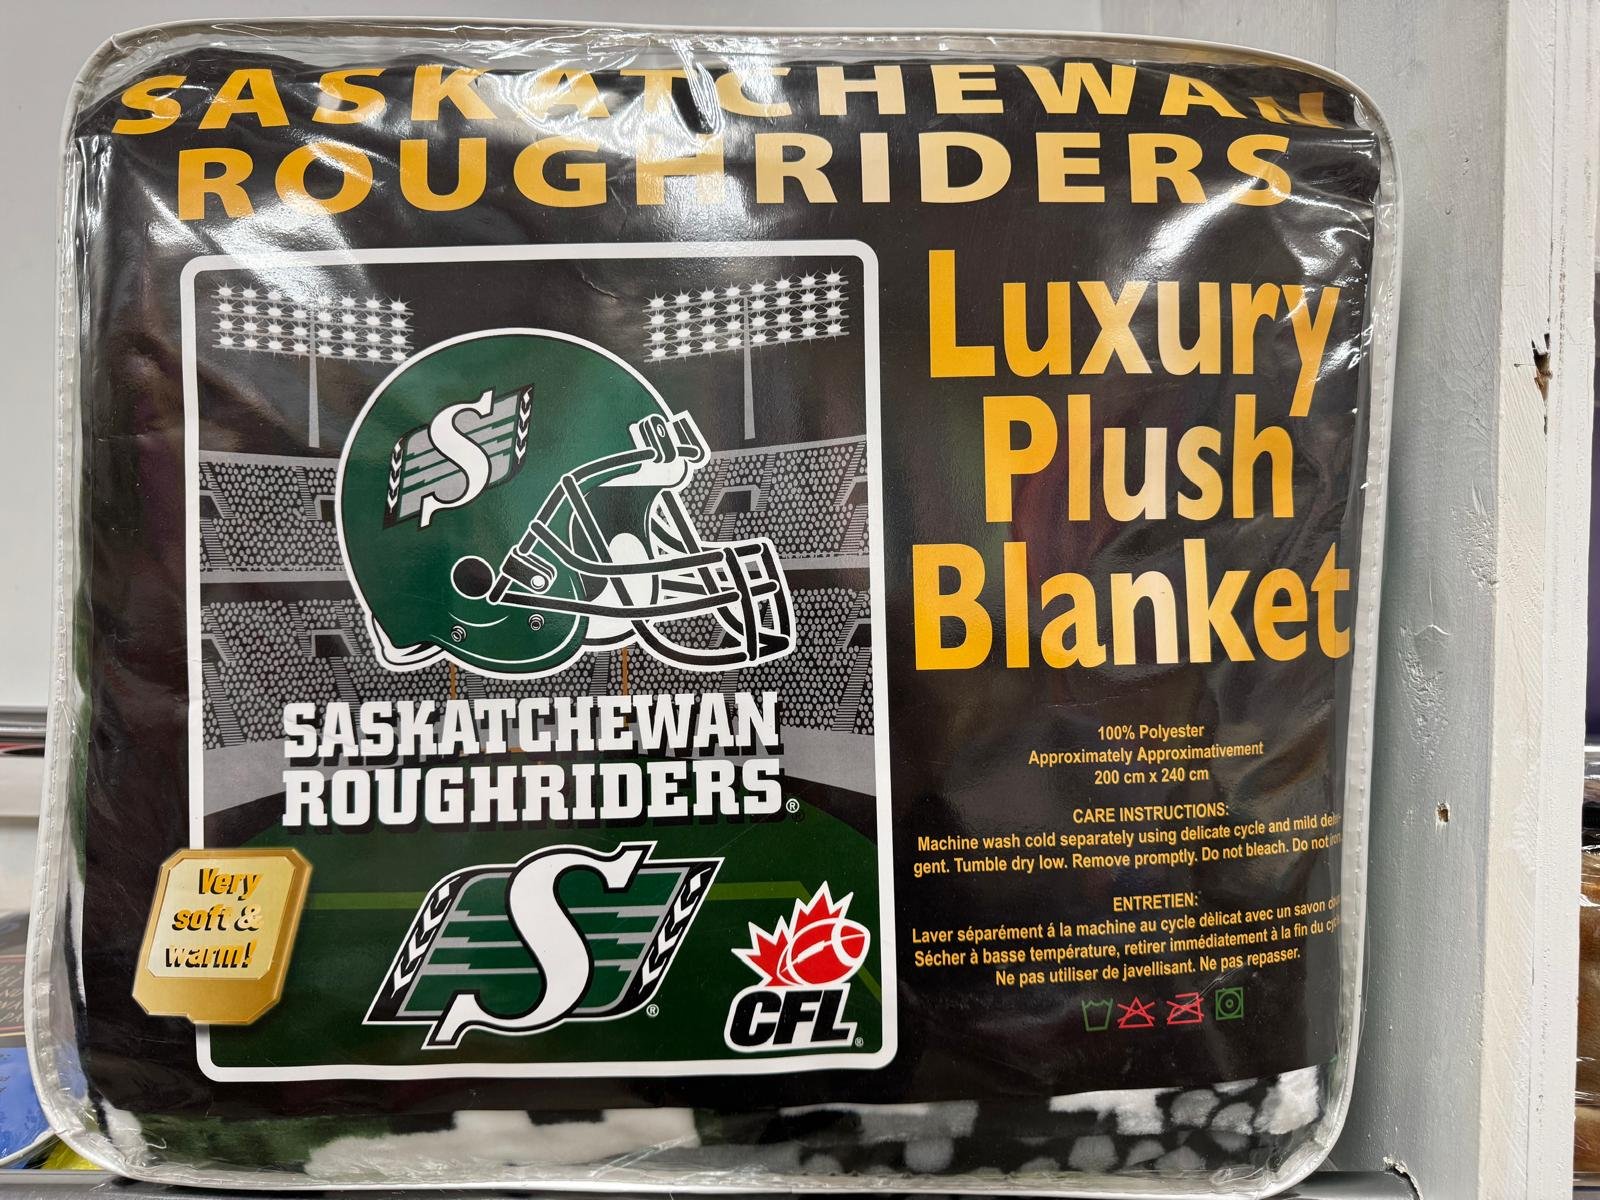 SASKATCHEWAN
ROUGHRIDERS
Luxury
Plush
Blanket
S
SASKATCHEWAN
ROUGHRIDERS®
S®
CFL®
Very
soft &
warm!
100% Polyester
Approximately Approximativement
200 cm x 240 cm
CARE INSTRUCTIONS:
Machine wash cold separately using delicate cycle and mild
gent. Tumble dry low. Remove promptly. Do not bleach. Do not
ENTRETIEN:
Laver séparément á la machine au cycle dèlicat avec un savon
Sécher à basse température, retirer immédiatement à la fin du
Ne pas utiliser de javellisant. Ne pas repasser.